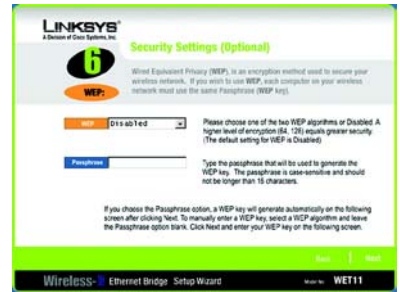 LINKSYS®
A Division of Cisco Systems, Inc.
6
WEP:
Security Settings (Optional)
Wired Equivalent Privacy (WEP), is an encryption method used to secure your
wireless network. If you wish to use WEP, each computer on your wireless
network must use the same Passphrase (WEP key).
WEP
Disabled
Please choose one of the two WEP algorithms or Disabled. A
higher level of encryption (64, 128) equals greater security.
(The default setting for WEP is Disabled)
Passphrase
Type the passphrase that will be used to generate the
WEP key. The passphrase is case-sensitive and should
not be longer than 16 characters.
If you choose the Passphrase option, a WEP key will generate automatically on the following
screen after clicking Next. To manually enter a WEP key, select a WEP algorithm and leave
the Passphrase option blank. Click Next and enter your WEP key on the following screen.
Back
Next
Wireless-B Ethernet Bridge Setup Wizard
Model No. WET11